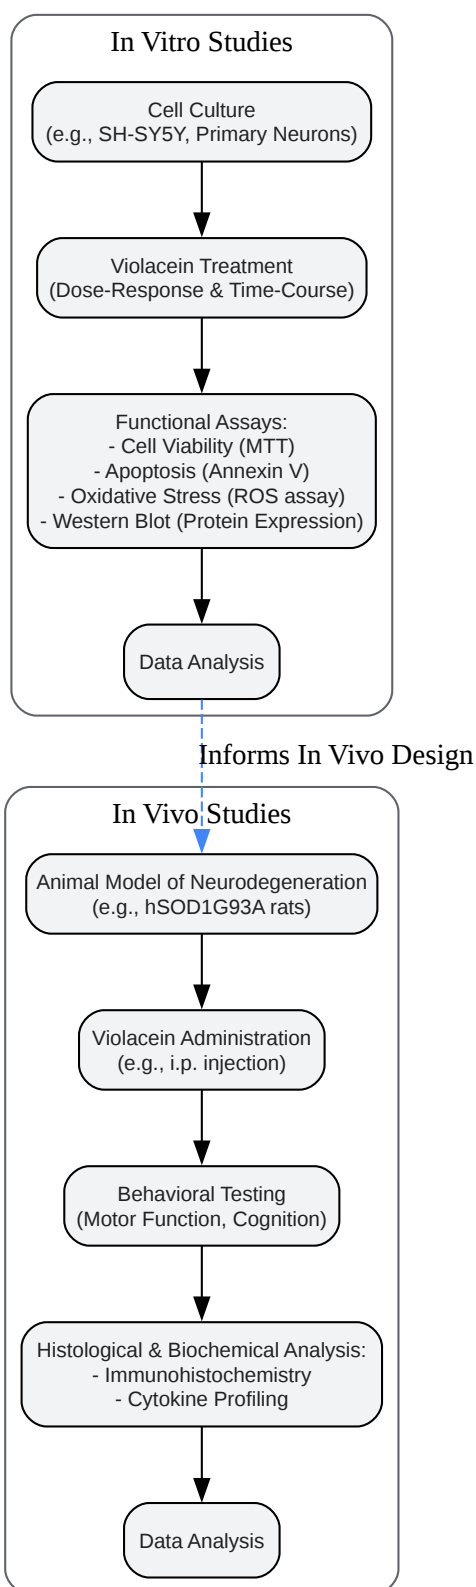 In Vitro Studies
Cell Culture
(e.g., SH-SY5Y, Primary Neurons)
Violacein Treatment
(Dose-Response & Time-Course)
Functional Assays:
- Cell Viability (MTT)
- Apoptosis (Annexin V)
- Oxidative Stress (ROS assay)
- Western Blot (Protein Expression)
Data Analysis
Informs In Vivo Design
In Vivo Studies
Animal Model of Neurodegeneration
(e.g., hSOD1G93A rats)
Violacein Administration
(e.g., i.p. injection)
Behavioral Testing
(Motor Function, Cognition)
Histological & Biochemical Analysis:
- Immunohistochemistry
- Cytokine Profiling
Data Analysis